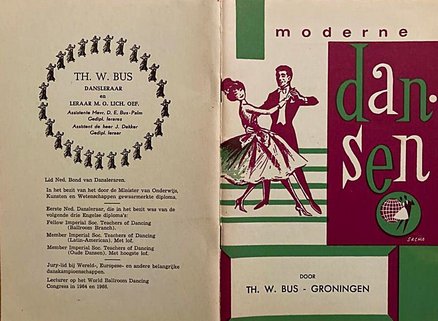 TH. W. BUS
DANSLERAAR
en
LERAAR M. O. LICH. OEF.
Assistente Mevr. D. E. Bus-Palm
Gedipl. lerares
Assistent de heer J. Dekker
Gedipl. leraar
Lid Ned. Bond van Dansleraren.
In het bezit van het door de Minister van Onderwijs,
Kunsten en Wetenschappen gewaarmerkte diploma.
Eerste Ned. Dansleraar, die in het bezit was van de
volgende drie Engelse diploma's:
Fellow Imperial Soc. Teachers of Dancing
(Ballroom Branch).
Member Imperial Soc. Teachers of Dancing
(Latin-American). Met lof.
Member Imperial Soc. Teachers of Dancing
(Oude Dansen). Met hoogste lof.
Jury-lid bij Wereld-, Europese- en andere belangrijke
danskampioenschappen.
Lecturer op het World Ballroom Dancing
Congress in 1964 en 1966.
moderne
dan-
sen
SACHA
DOOR
TH. W. BUS - GRONINGEN